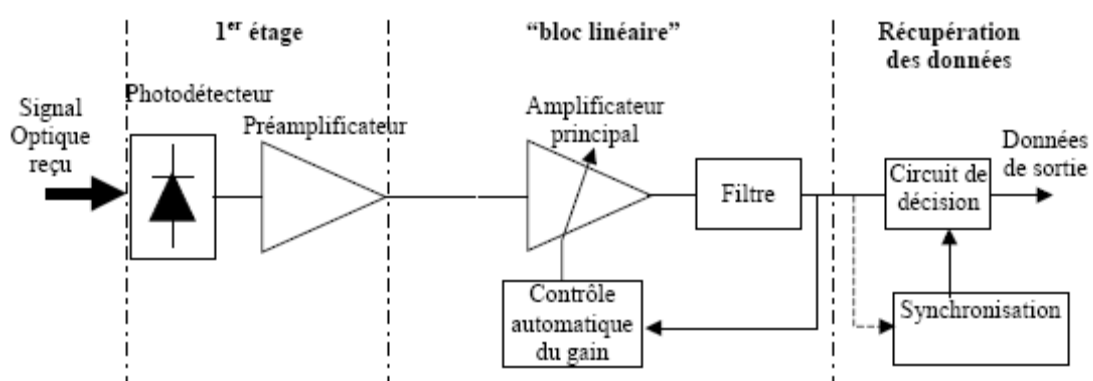 1er étage
“bloc linéaire”
Récupération
des données
Signal
Optique
reçu
Photodétecteur
Préamplificateur
Amplificateur
principal
Filtre
Contrôle
automatique
du gain
Circuit de
décision
Données
de sortie
Synchronisation